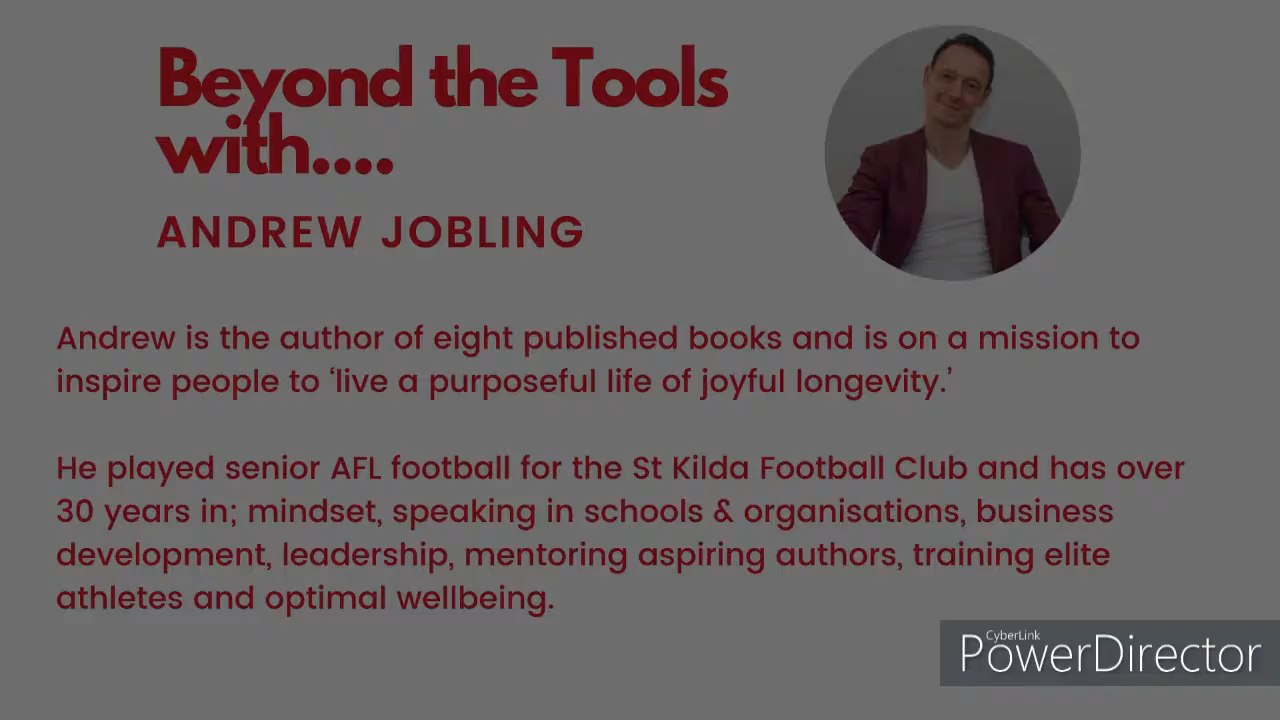 Beyond the Tools
with....
ANDREW JOBLING
Andrew is the author of eight published books and is on a mission to
inspire people to ‘live a purposeful life of joyful longevity.’
He played senior AFL football for the St Kilda Football Club and has over
30 years in; mindset, speaking in schools & organisations, business
development, leadership, mentoring aspiring authors, training elite
athletes and optimal wellbeing.
CyberLink
PowerDirector